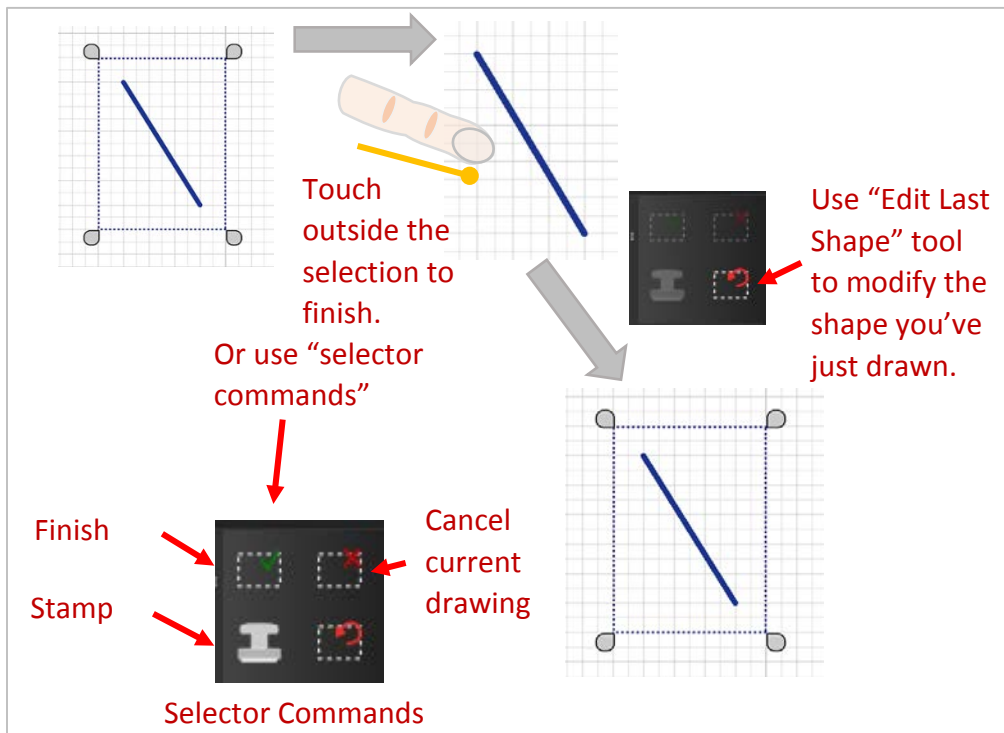 Touch
outside the
selection to
finish.
Or use “selector
commands”
Use “Edit Last
Shape” tool
to modify the
shape you’ve
just drawn.
Finish
Stamp
Cancel
current
drawing
Selector Commands